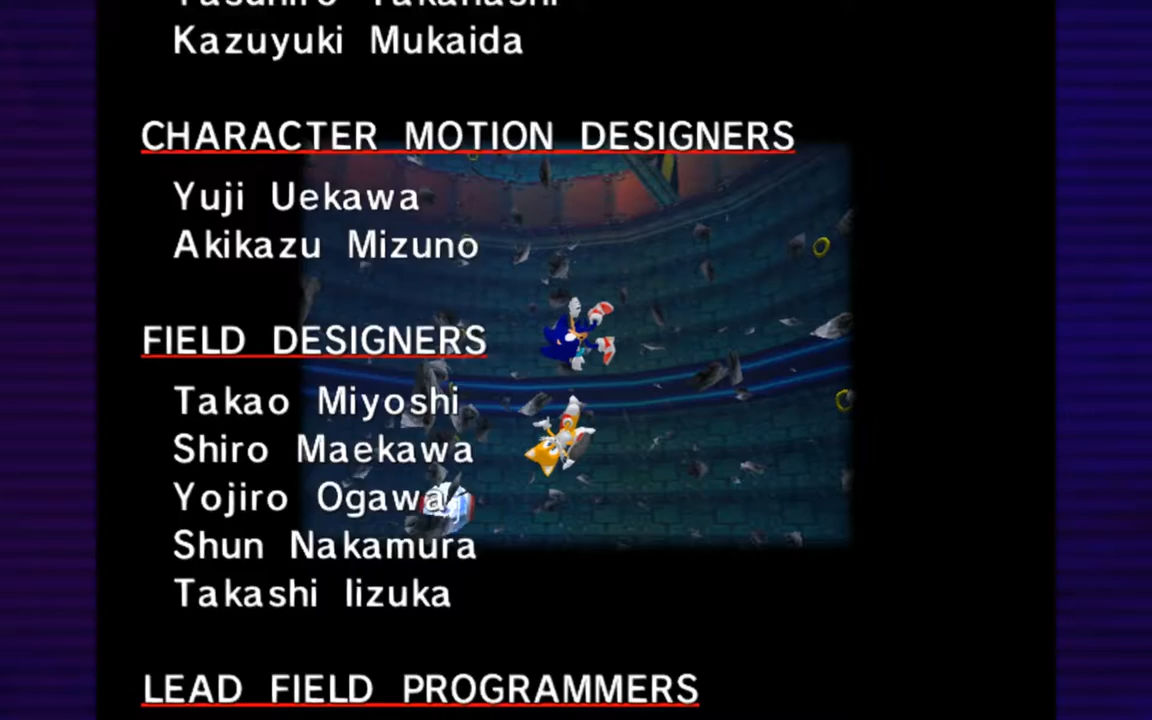 Kazuyuki Mukaida
CHARACTER MOTION DESIGNERS
Yuji Uekawa
Akikazu Mizuno
FIELD DESIGNERS
Takao Miyoshi
Shiro Maekawa
Yojiro Ogawa
Shun Nakamura
Takashi Iizuka
LEAD FIELD PROGRAMMERS